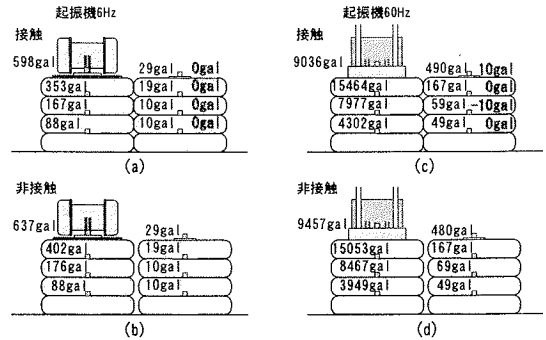 起振機6Hz
接触
598gal
29gal 0gal
353gal 19gal 0gal
167gal 10gal 0gal
88gal 10gal 0gal
(a)
起振機60Hz
接触
9036gal
490gal 10gal
15464gal 167gal 0gal
7977gal 59gal -10gal
4302gal 49gal 0gal
(c)
非接触
637gal
29gal
402gal 19gal
176gal 10gal
88gal 10gal
(b)
非接触
9457gal
480gal
15053gal 167gal
8467gal 69gal
3949gal 49gal
(d)